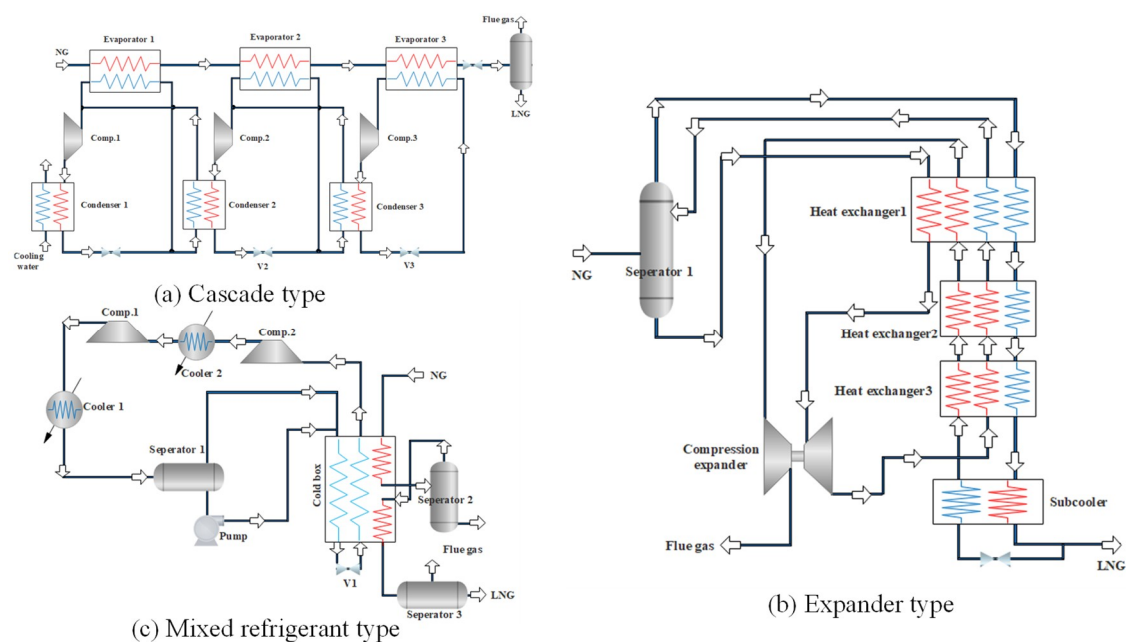 Flue gas
Evaporator 1
Evaporator 2
Evaporator 3
NG
LNG
Comp.1
Comp.2
Comp.3
Condenser 1
Condenser 2
Condenser 3
Cooling
water
V2
V3
(a) Cascade type
NG
Seperator 1
Heat exchanger1
Heat exchanger2
Heat exchanger3
Compression
expander
Subcooler
Flue gas
LNG
(b) Expander type
Comp.1
Comp.2
Cooler 2
NG
Cooler 1
Seperator 1
Cold box
Seperator 2
Pump
Flue gas
V1
LNG
Seperator 3
(c) Mixed refrigerant type